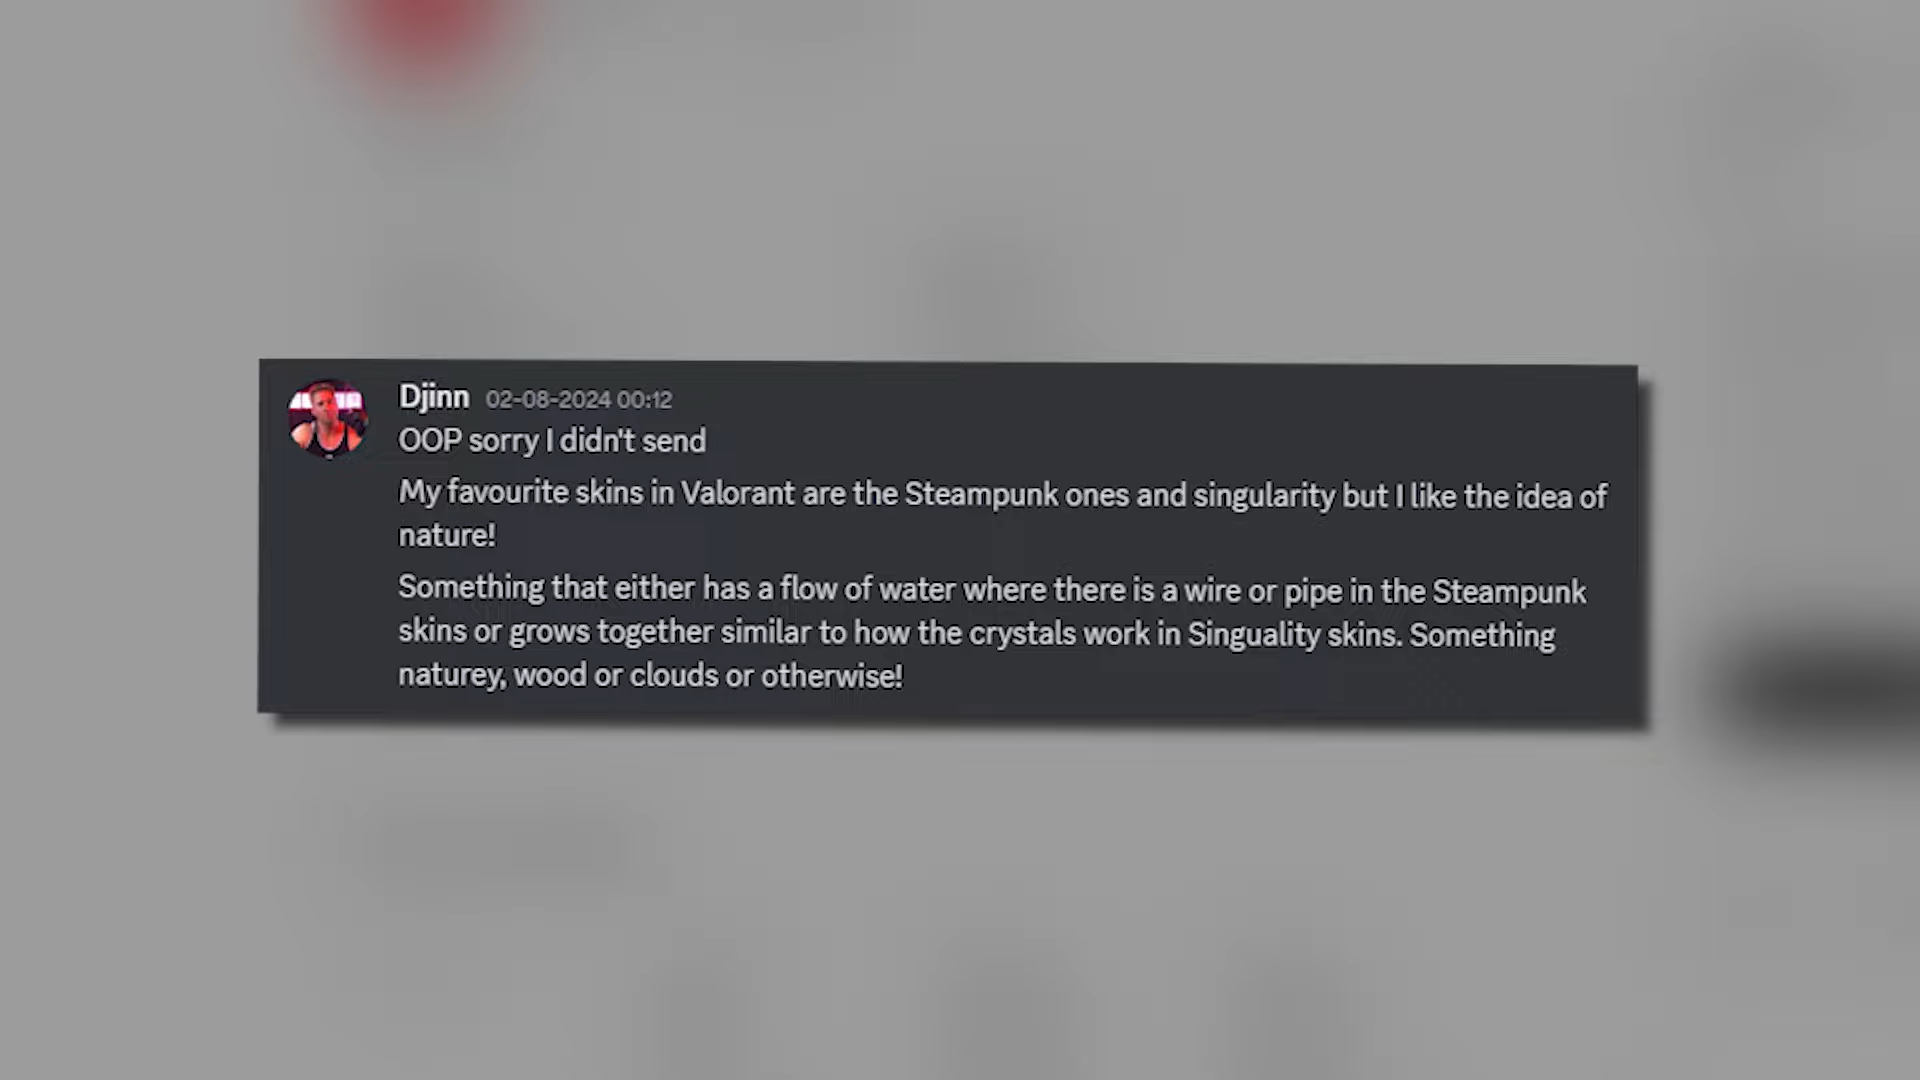 Djinn 02-08-2024 00:12
OOP sorry I didn't send
My favourite skins in Valorant are the Steampunk ones and singularity but I like the idea of
nature!
Something that either has a flow of water where there is a wire or pipe in the Steampunk
skins or grows together similar to how the crystals work in Singuality skins. Something
naturey, wood or clouds or otherwise!